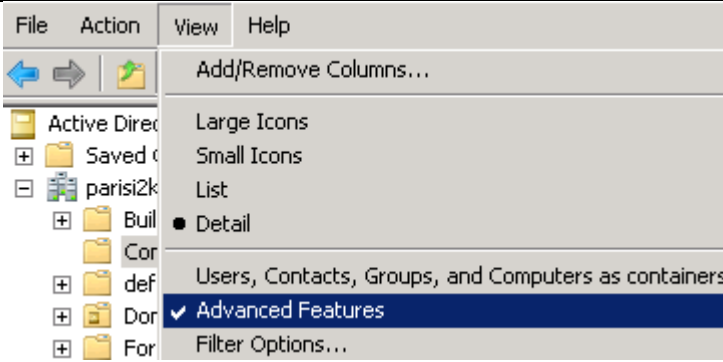 File Action View Help
Add/Remove Columns...
Active Direc
Large Icons
Saved
Small Icons
parisi2k
List
Buil
Detail
Cor
def
Users, Contacts, Groups, and Computers as containers
Dor
Advanced Features
For
Filter Options...